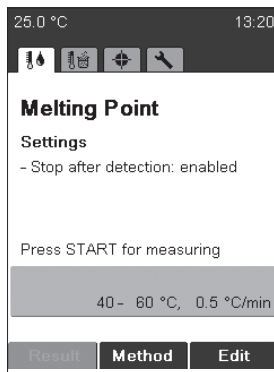 25.0 °C 13:20
Melting Point
Settings
- Stop after detection: enabled
Press START for measuring
40 - 60 °C, 0.5 °C/min
Result Method Edit